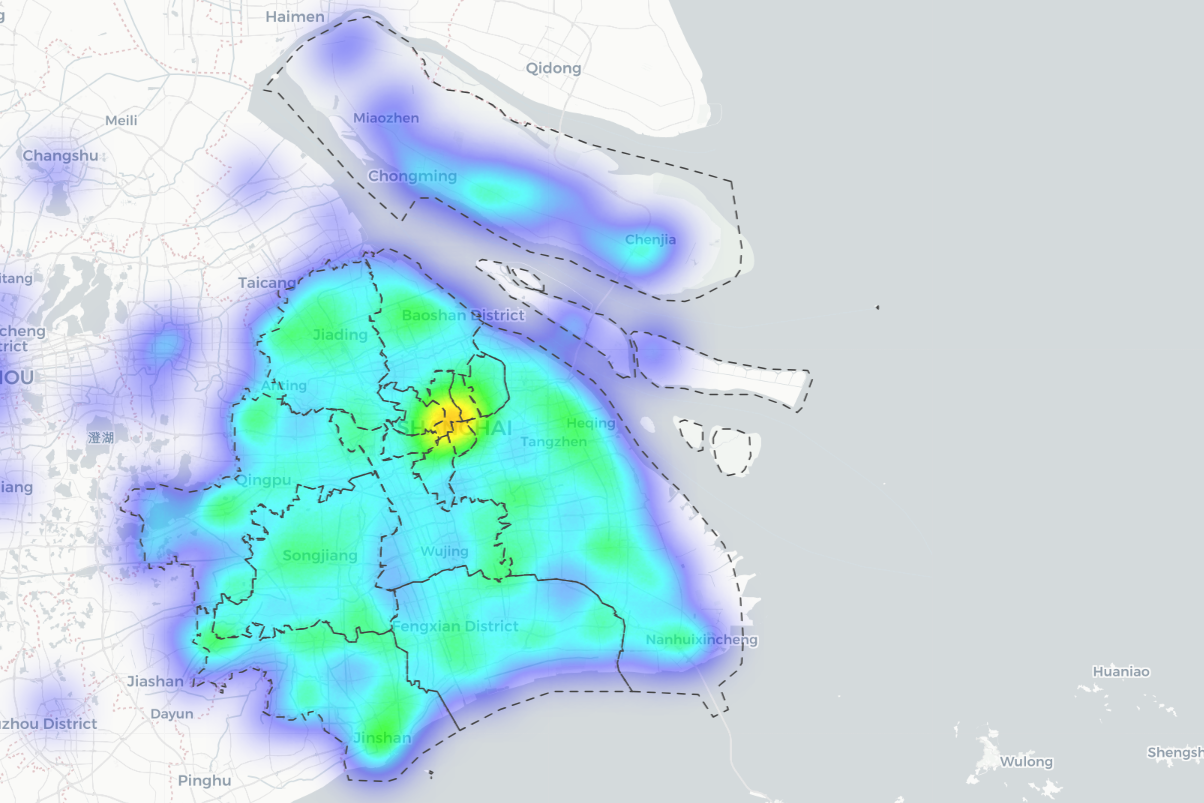 Haimen
Qidong
Miaozhen
Meili
Changshu
Chongming
Chenjia
Taicang
Baoshan District
Jiading
Anting
SHANGHAI
Heqing
Tangzhen
澄湖
Qingpu
Songjiang
Wujing
Fengxian District
Nanhuixincheng
Jiashan
Huaniao
Dayun
Jinshan
Wulong
Pinghu